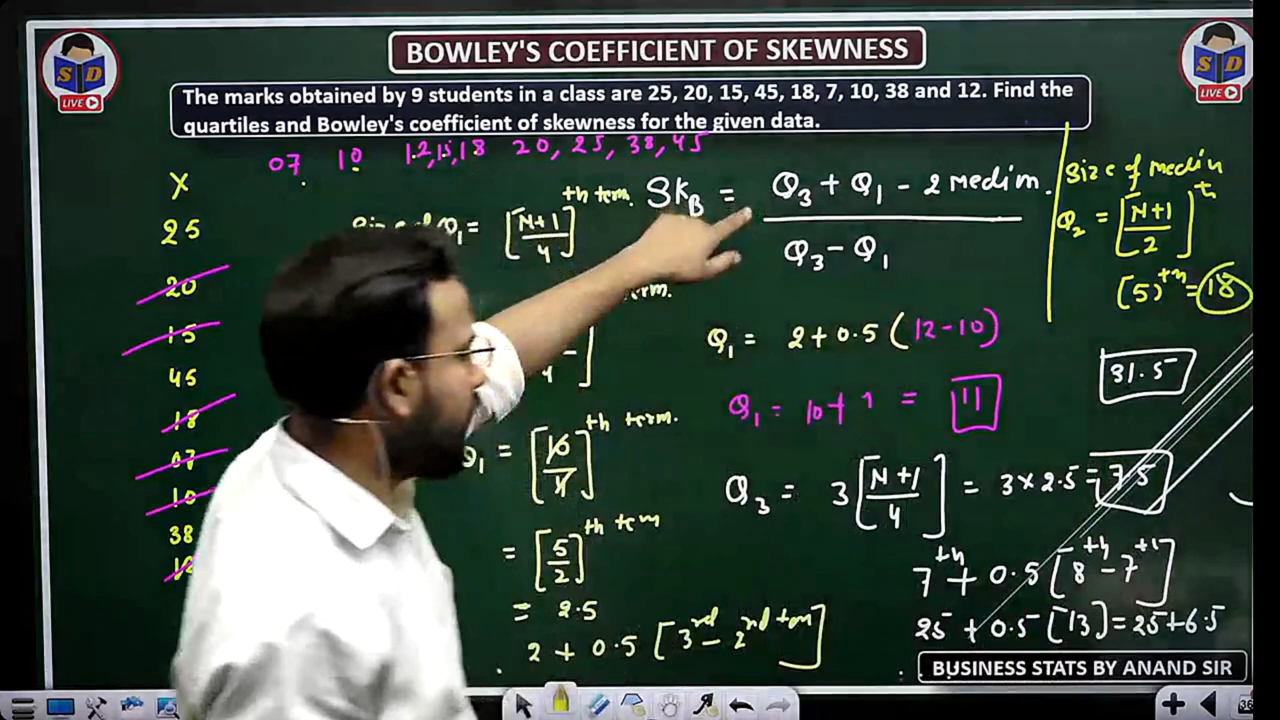 BOWLEY'S COEFFICIENT OF SKEWNESS
SD
LIVE
SD
LIVE
The marks obtained by 9 students in a class are 25, 20, 15, 45, 18, 7, 10, 38 and 12. Find the
quartiles and Bowley's coefficient of skewness for the given data.
07 10 12,15,18 20, 25, 38, 45
X
25
20
15
45
18
07
10
38
12
Q₁ = [N+1/4]th term.
term.
4
Q₁ = [10/4]th term.
= [5/2]th term
= 2.5
2 + 0.5 [3rd - 2nd term]
SkB = Q₃ + Q₁ - 2 Median.
Q₃ - Q₁
Q₁ = 2 + 0.5 (12-10)
Q₁ = 10 + 1 = 11
Q₃ = 3 [N+1/4] = 3 × 2.5 = 7.5
7th + 0.5 [8th - 7th]
25 + 0.5 [13] = 25 + 6.5
Size of Median
Q₂ = [N+1/2]th
(5)th = 18
31.5
BUSINESS STATS BY ANAND SIR